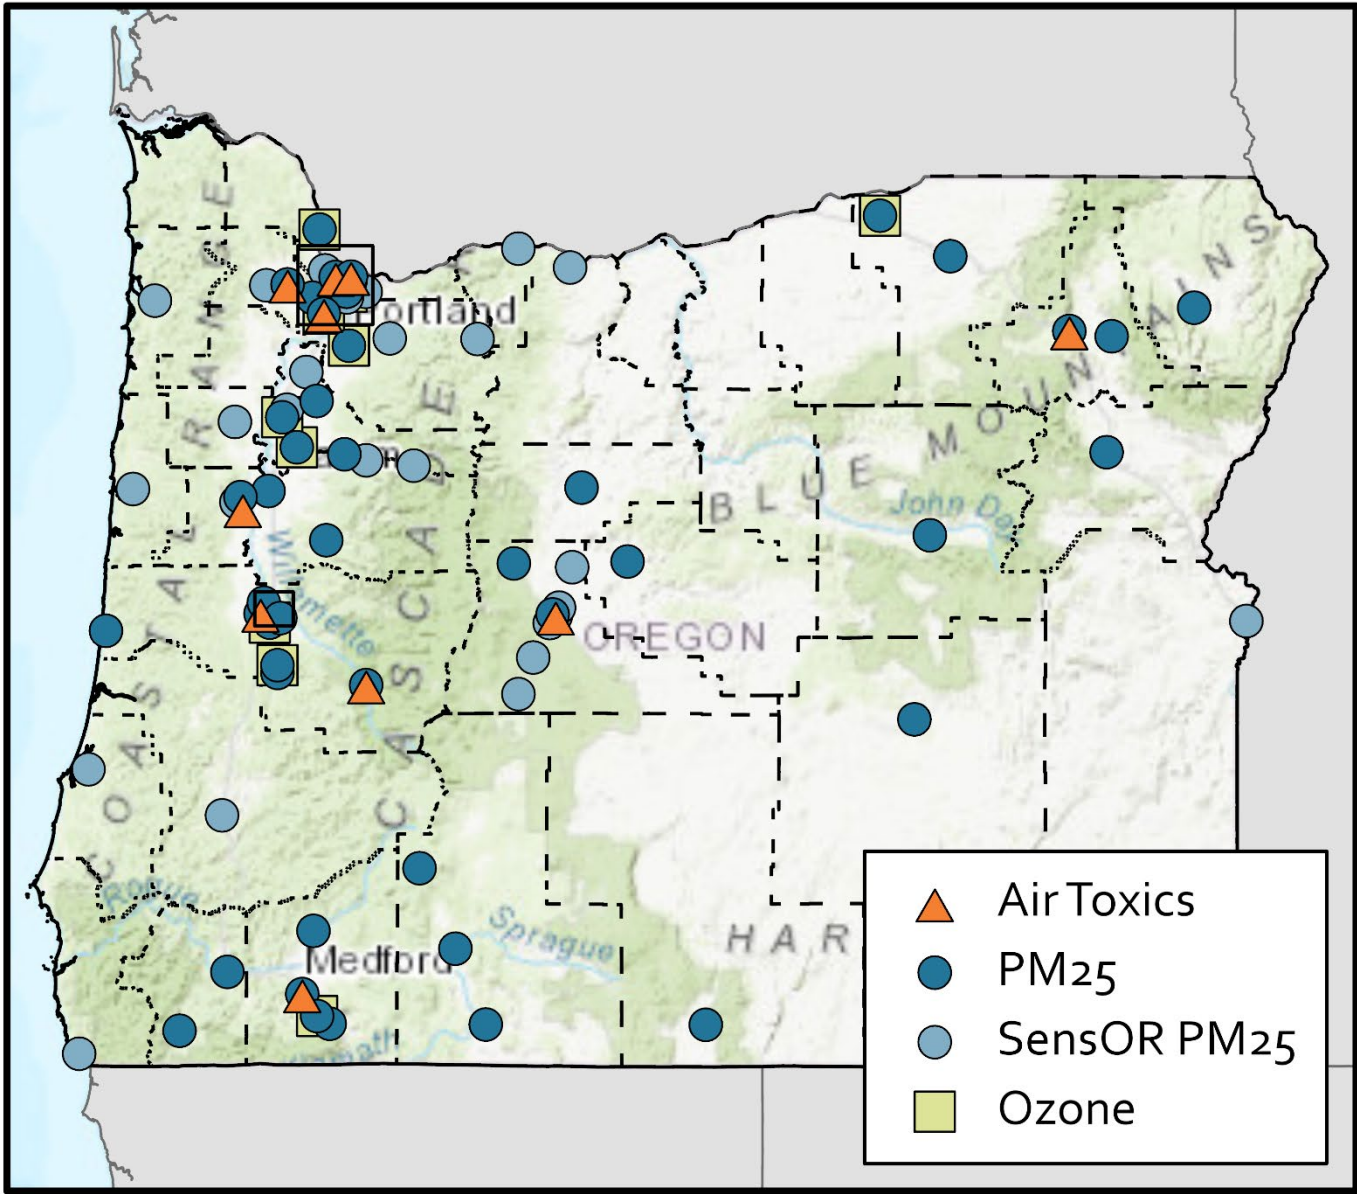 COAST RANGE
Portland
CASCADE
BLUE MOUNTAINS
John Day
Willamette
OREGON
Rogue
Sprague
HAR
Medford
Klamath
Air Toxics
PM25
SensOR PM25
Ozone